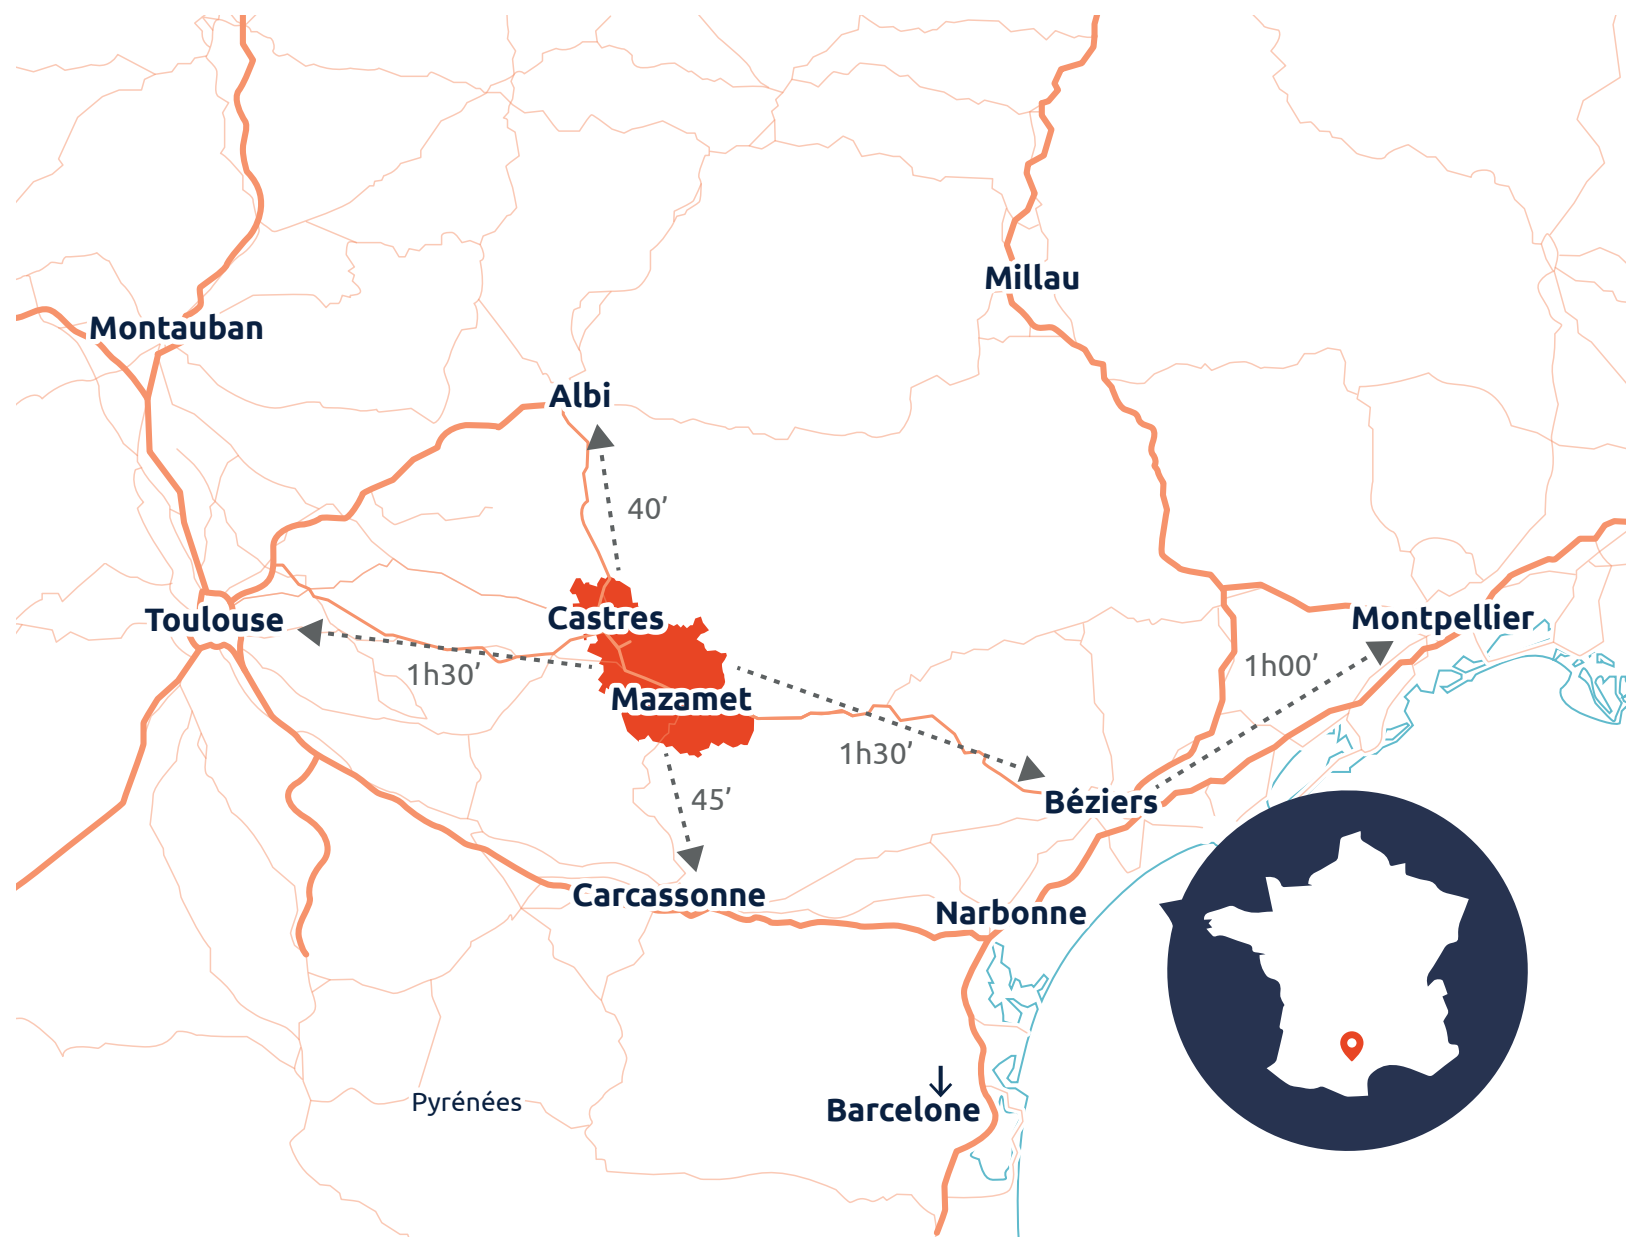 Millau
Montauban
Albi
40’
Castres
Toulouse
Montpellier
1h30’
1h00’
Mazamet
1h30’
45’
Béziers
Carcassonne
Narbonne
Pyrénées
Barcelone